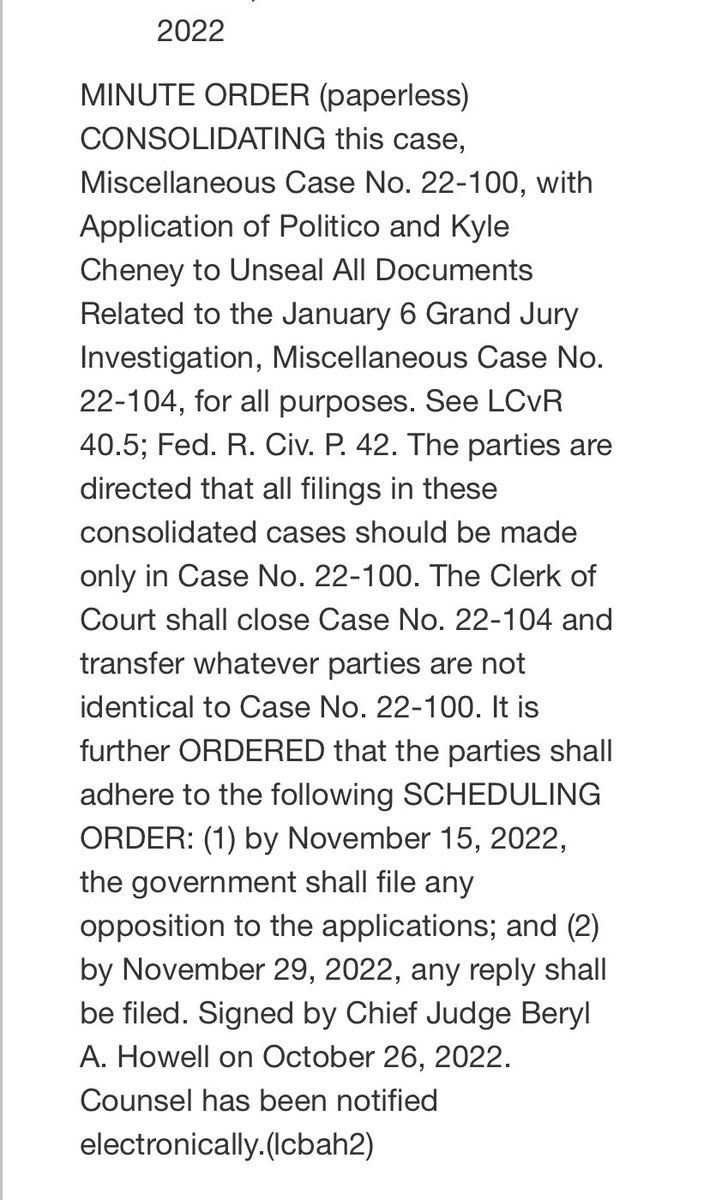 2022
MINUTE ORDER (paperless)
CONSOLIDATING this case,
Miscellaneous Case No. 22-100, with
Application of Politico and Kyle
Cheney to Unseal All Documents
Related to the January 6 Grand Jury
Investigation, Miscellaneous Case No.
22-104, for all purposes. See LCvR
40.5; Fed. R. Civ. P. 42. The parties are
directed that all filings in these
consolidated cases should be made
only in Case No. 22-100. The Clerk of
Court shall close Case No. 22-104 and
transfer whatever parties are not
identical to Case No. 22-100. It is
further ORDERED that the parties shall
adhere to the following SCHEDULING
ORDER: (1) by November 15, 2022,
the government shall file any
opposition to the applications; and (2)
by November 29, 2022, any reply shall
be filed. Signed by Chief Judge Beryl
A. Howell on October 26, 2022.
Counsel has been notified
electronically.(lcbah2)